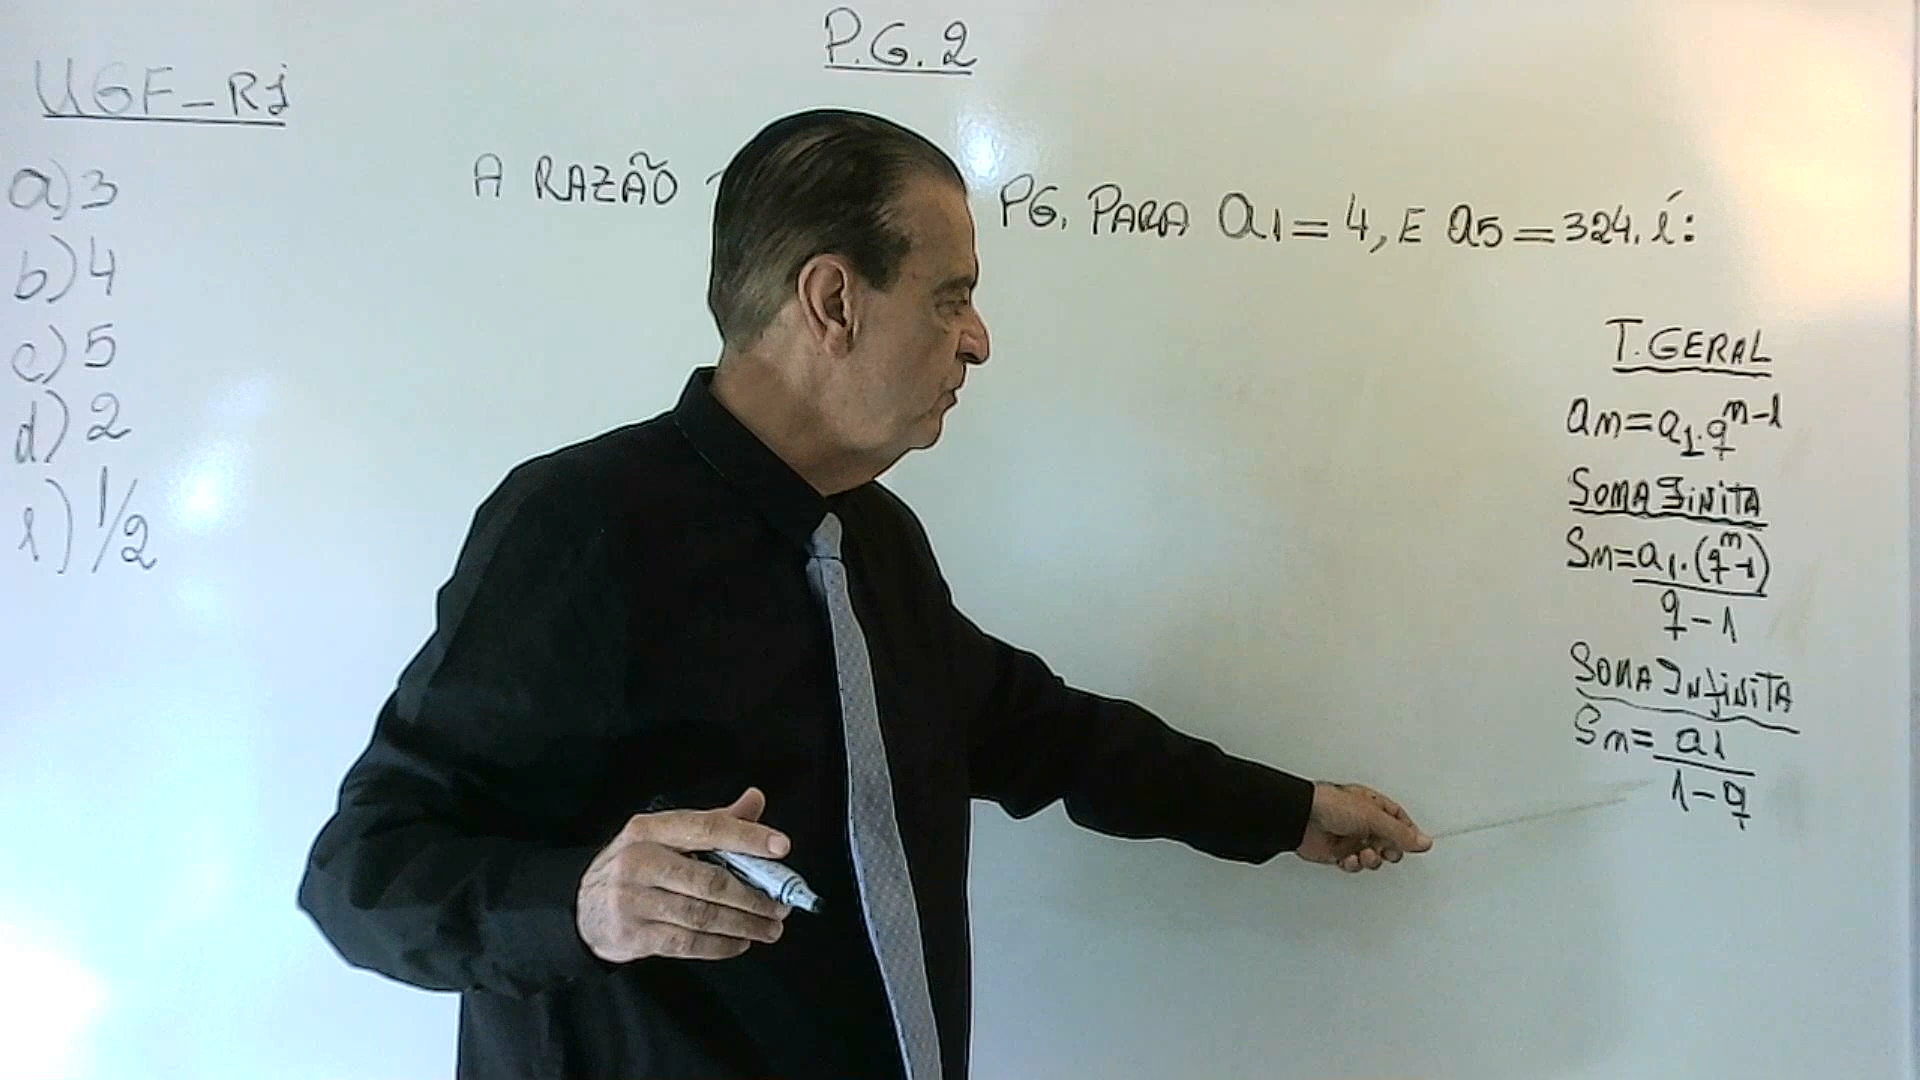 P.G.2
UGF-RJ
a) 3
b) 4
c) 5
d) 2
e) 1/2
A RAZÃO PG. PARA a1=4, E a5=324. é:
T. GERAL
an=a1.q^n-1
SOMA FINITA
Sn=a1.(q^n-1)
q-1
SOMA INFINITA
Sn=a1
1-q